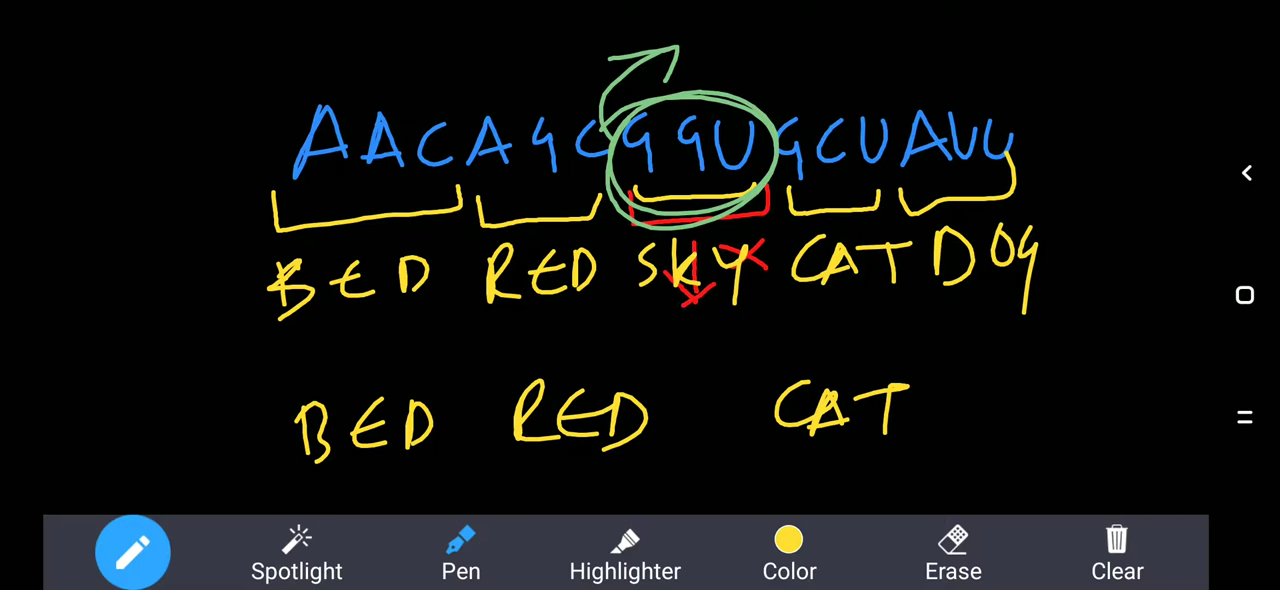 AACAGCGGUGCUAUG
BED RED SKY CAT DOG
BED RED CAT
Spotlight Pen Highlighter Color Erase Clear